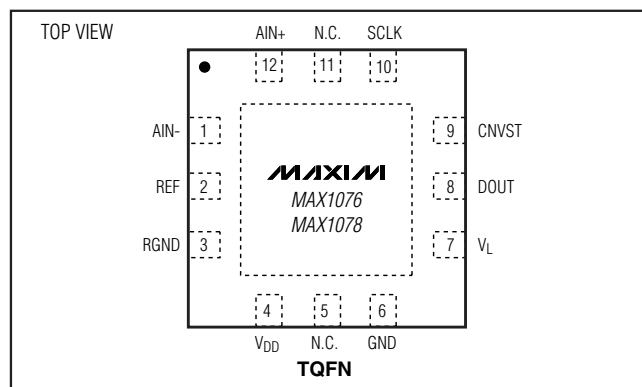 TOP VIEW
AIN+ N.C. SCLK
12 11 10
AIN- 1 9 CNVST
MAXIM
REF 2 8 DOUT
MAX1076
MAX1078
RGND 3 7 VL
4 5 6
VDD N.C. GND
TQFN